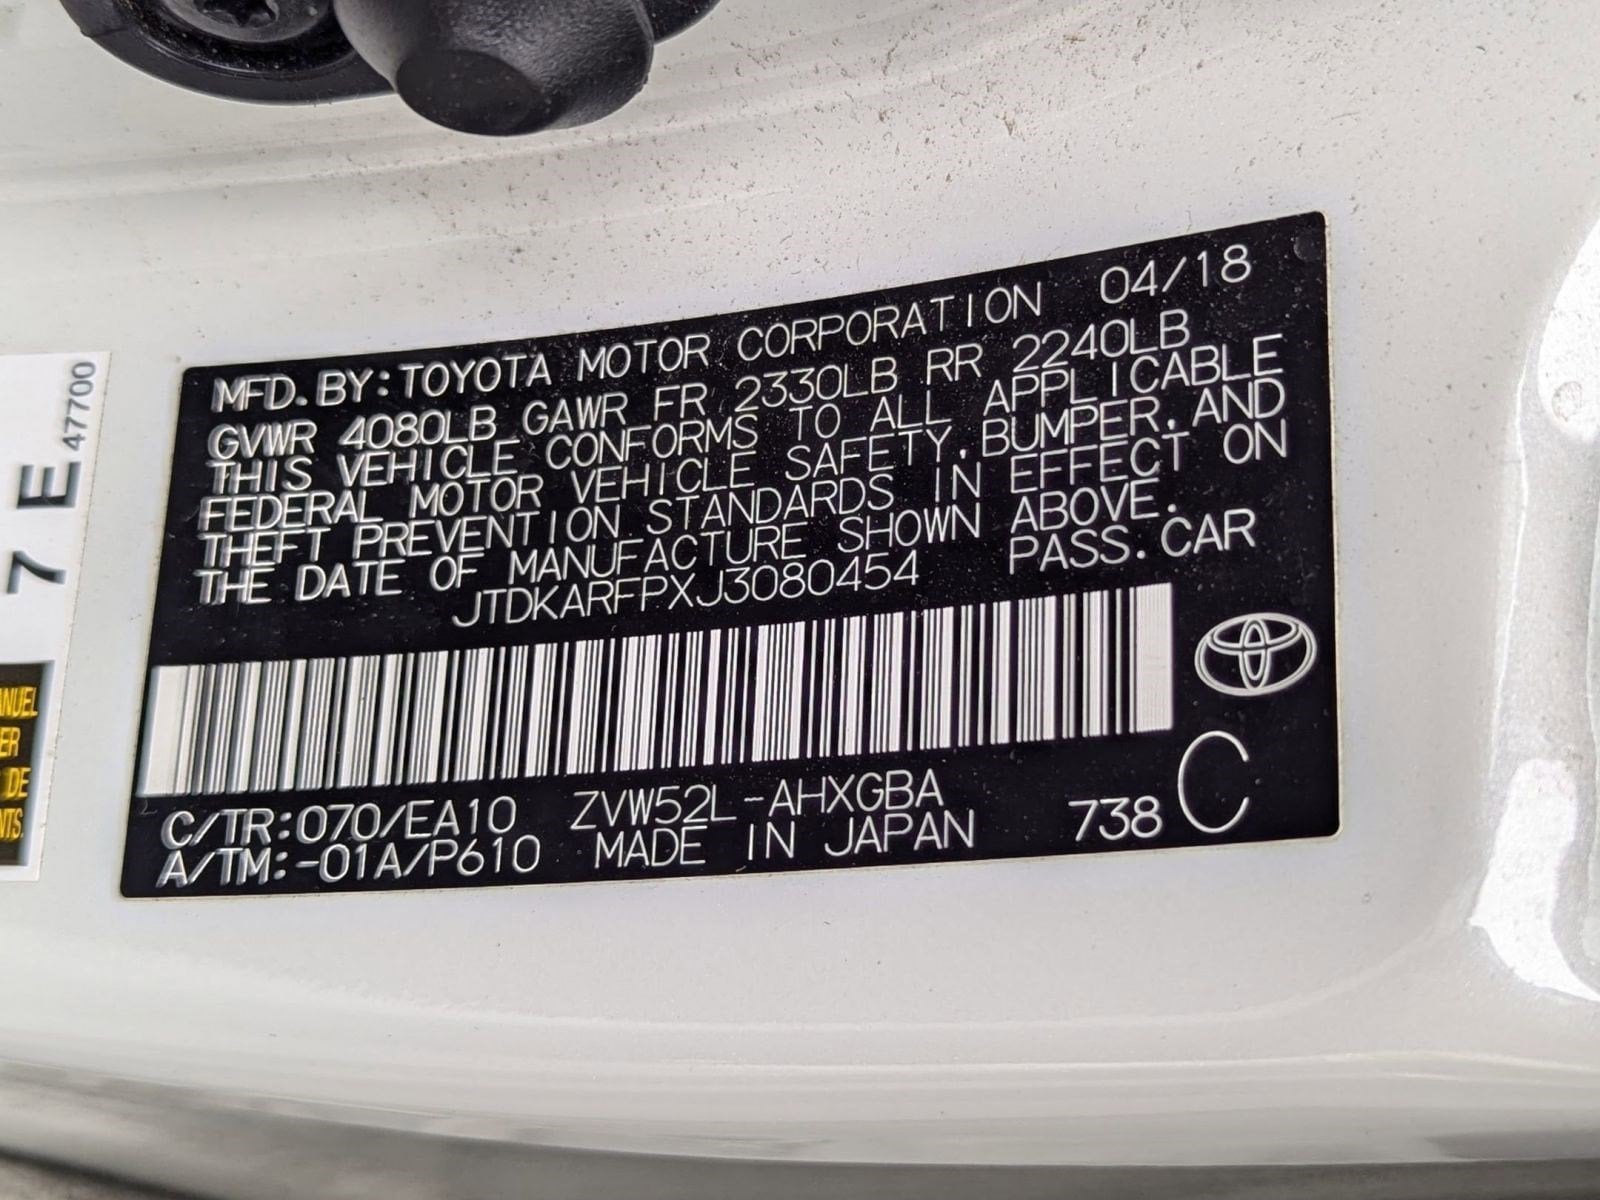 MFD. BY: TOYOTA MOTOR CORPORATION 04/18
GVWR 4080LB GAWR FR 2330LB RR 2240LB
THIS VEHICLE CONFORMS TO ALL APPLICABLE
FEDERAL MOTOR VEHICLE SAFETY, BUMPER, AND
THEFT PREVENTION STANDARDS IN EFFECT ON
THE DATE OF MANUFACTURE SHOWN ABOVE.
JTDKARFPXJ3080454 PASS. CAR
C/TR: 070/EA10 ZVW52L-AHXGBA
A/TM: -01A/P610 MADE IN JAPAN 738 C
47700
7 E
DE